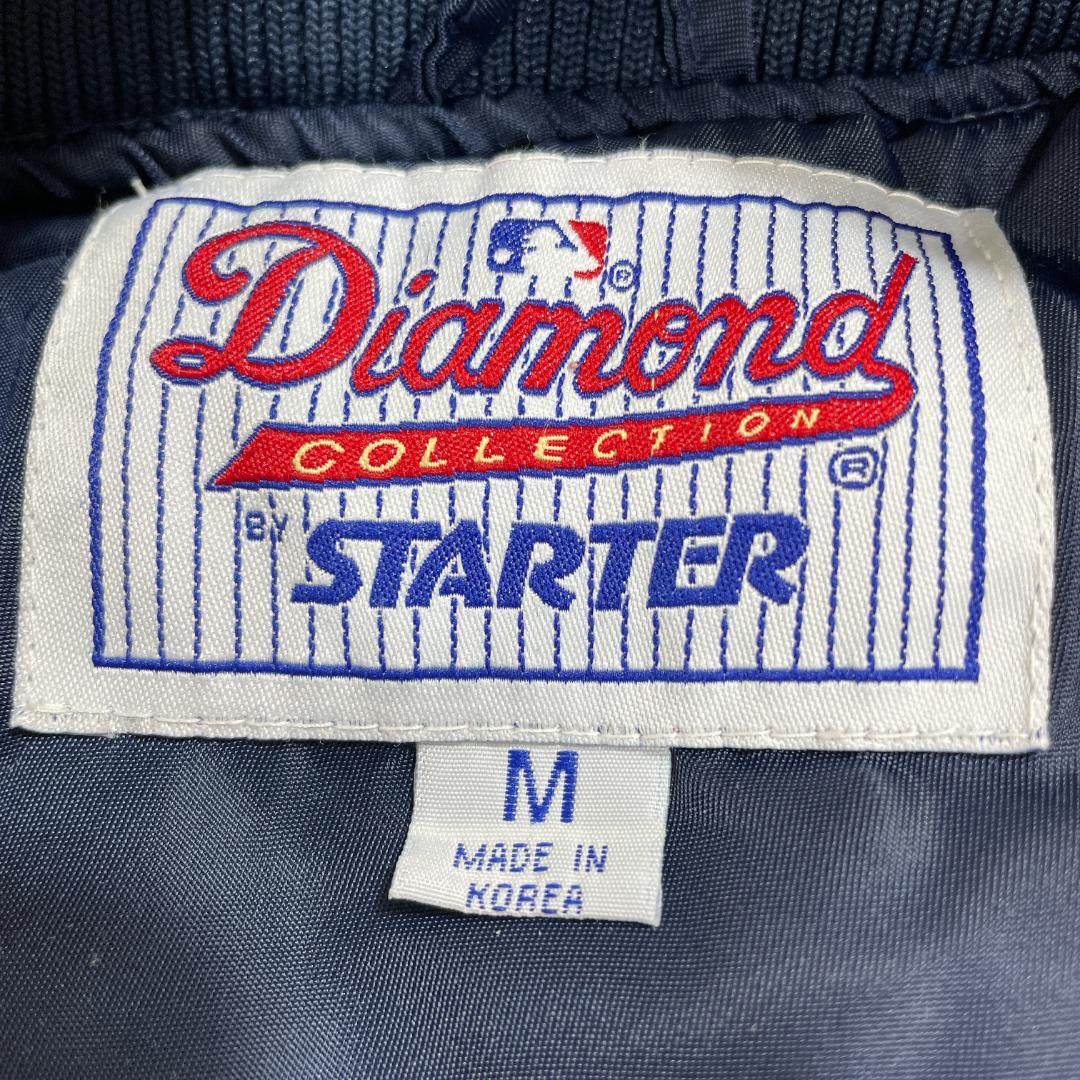 ®
Diamond
COLLECTION
®
BY STARTER
M
MADE IN
KOREA